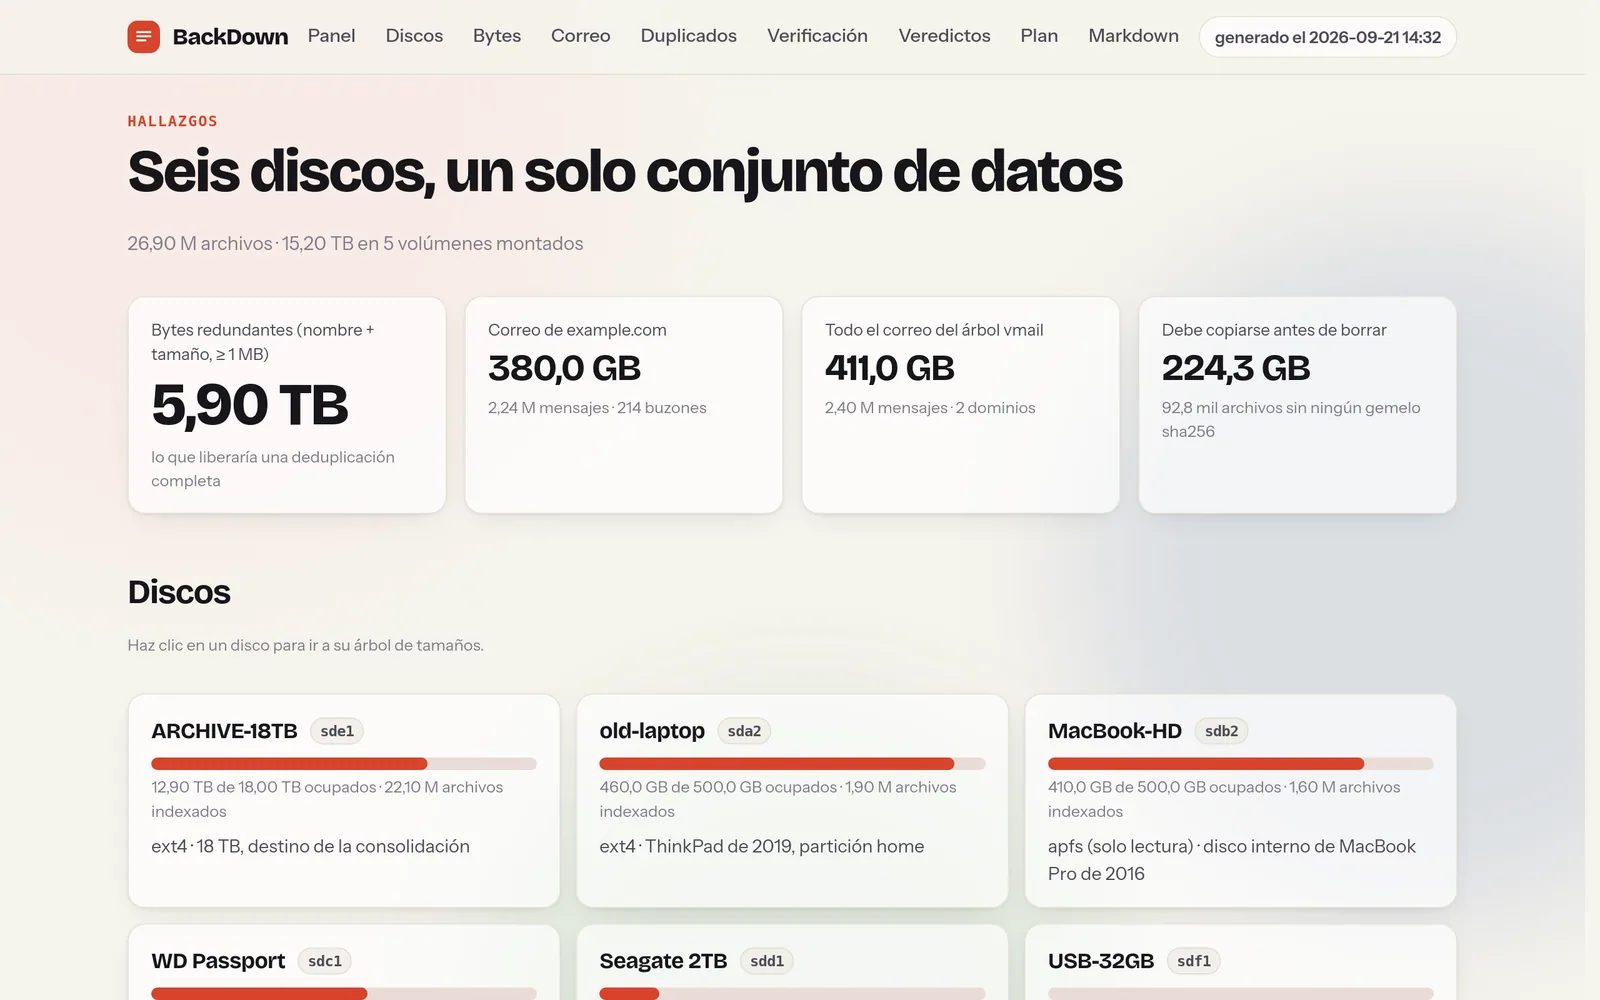 BackDown Panel Discos Bytes Correo Duplicados Verificación Veredictos Plan Markdown generado el 2026-09-21 14:32
HALLAZGOS
Seis discos, un solo conjunto de datos
26,90 M archivos · 15,20 TB en 5 volúmenes montados
Bytes redundantes (nombre +
tamaño, ≥ 1 MB)
5,90 TB
lo que liberaría una deduplicación
completa
Correo de example.com
380,0 GB
2,24 M mensajes · 214 buzones
Todo el correo del árbol vmail
411,0 GB
2,40 M mensajes · 2 dominios
Debe copiarse antes de borrar
224,3 GB
92,8 mil archivos sin ningún gemelo
sha256
Discos
Haz clic en un disco para ir a su árbol de tamaños.
ARCHIVE-18TB sde1
12,90 TB de 18,00 TB ocupados · 22,10 M archivos
indexados
ext4 · 18 TB, destino de la consolidación
old-laptop sda2
460,0 GB de 500,0 GB ocupados · 1,90 M archivos
indexados
ext4 · ThinkPad de 2019, partición home
MacBook-HD sdb2
410,0 GB de 500,0 GB ocupados · 1,60 M archivos
indexados
apfs (solo lectura) · disco interno de MacBook
Pro de 2016
WD Passport sdc1
Seagate 2TB sdd1
USB-32GB sdf1